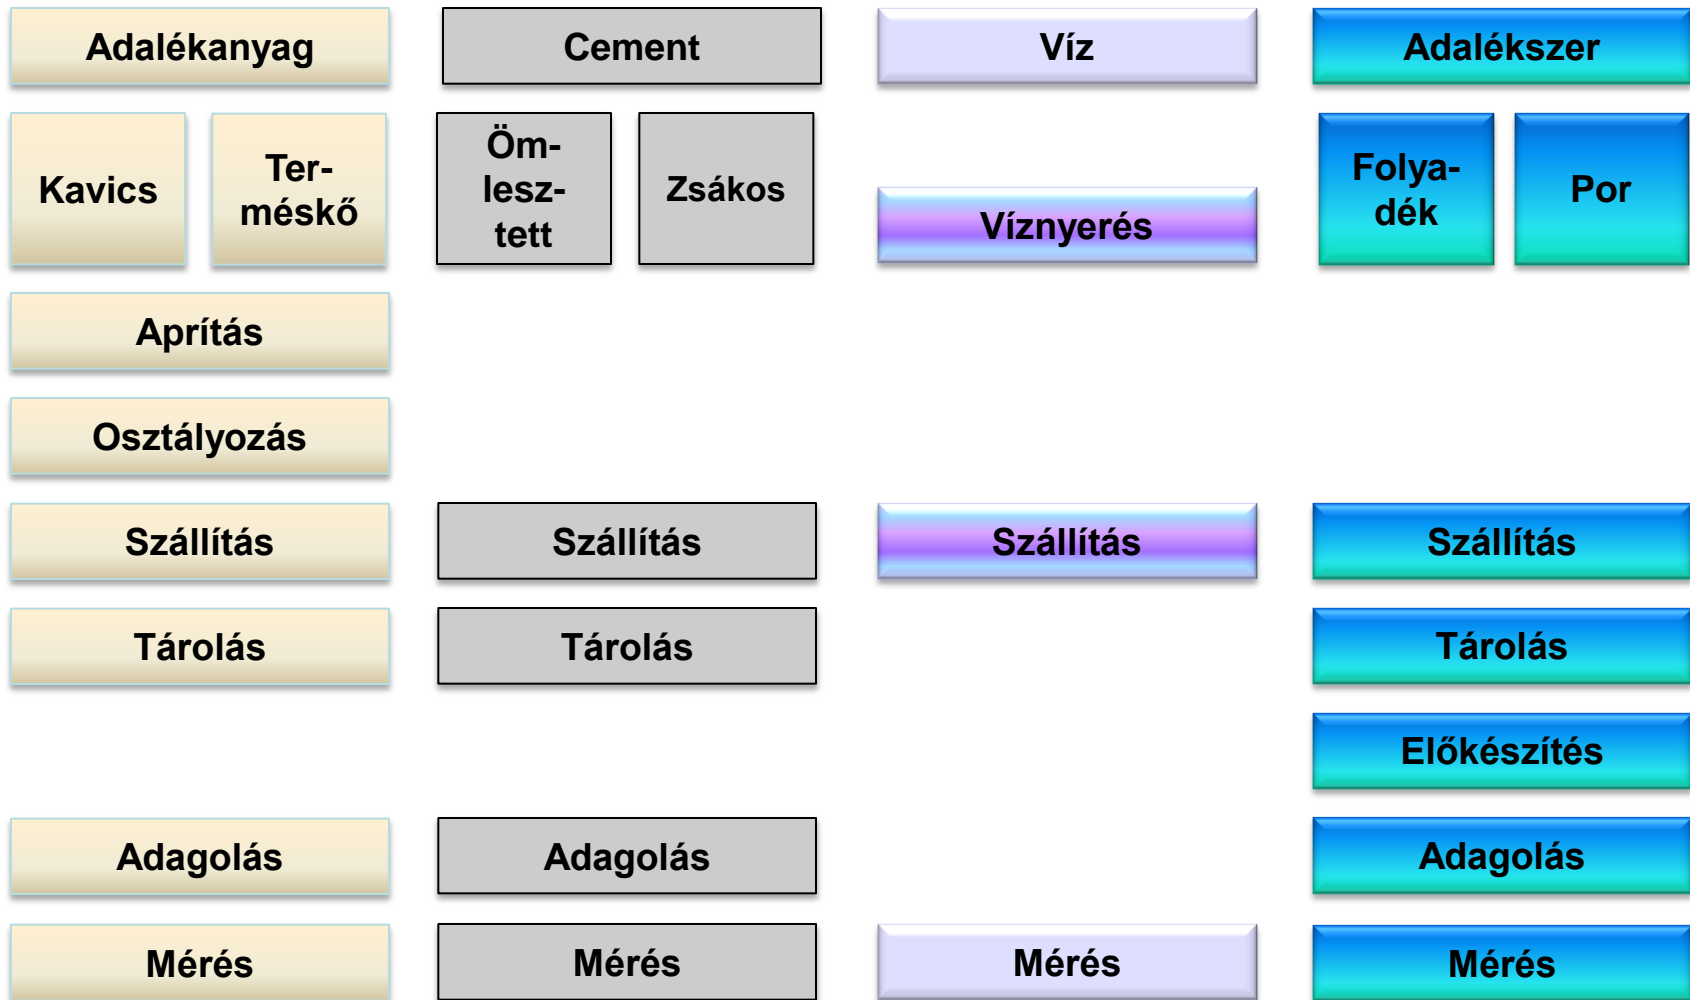 Adalékanyag
Cement
Víz
Adalékszer
Kavics
Ter-
méskő
Öm-
lesz-
tett
Zsákos
Víznyerés
Folya-
dék
Por
Aprítás
Osztályozás
Szállítás
Szállítás
Szállítás
Szállítás
Tárolás
Tárolás
Tárolás
Előkészítés
Adagolás
Adagolás
Adagolás
Mérés
Mérés
Mérés
Mérés